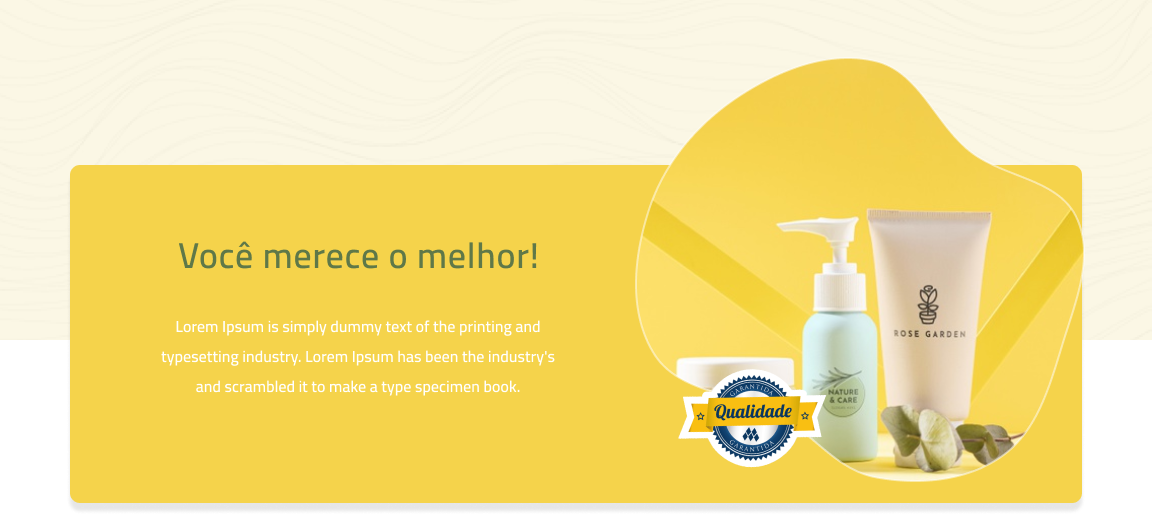 Você merece o melhor!
Lorem Ipsum is simply dummy text of the printing and
typesetting industry. Lorem Ipsum has been the industry's
and scrambled it to make a type specimen book.
ROSE GARDEN
NATURE
& CARE
GARANTIDA
Qualidade
GARANTIDA